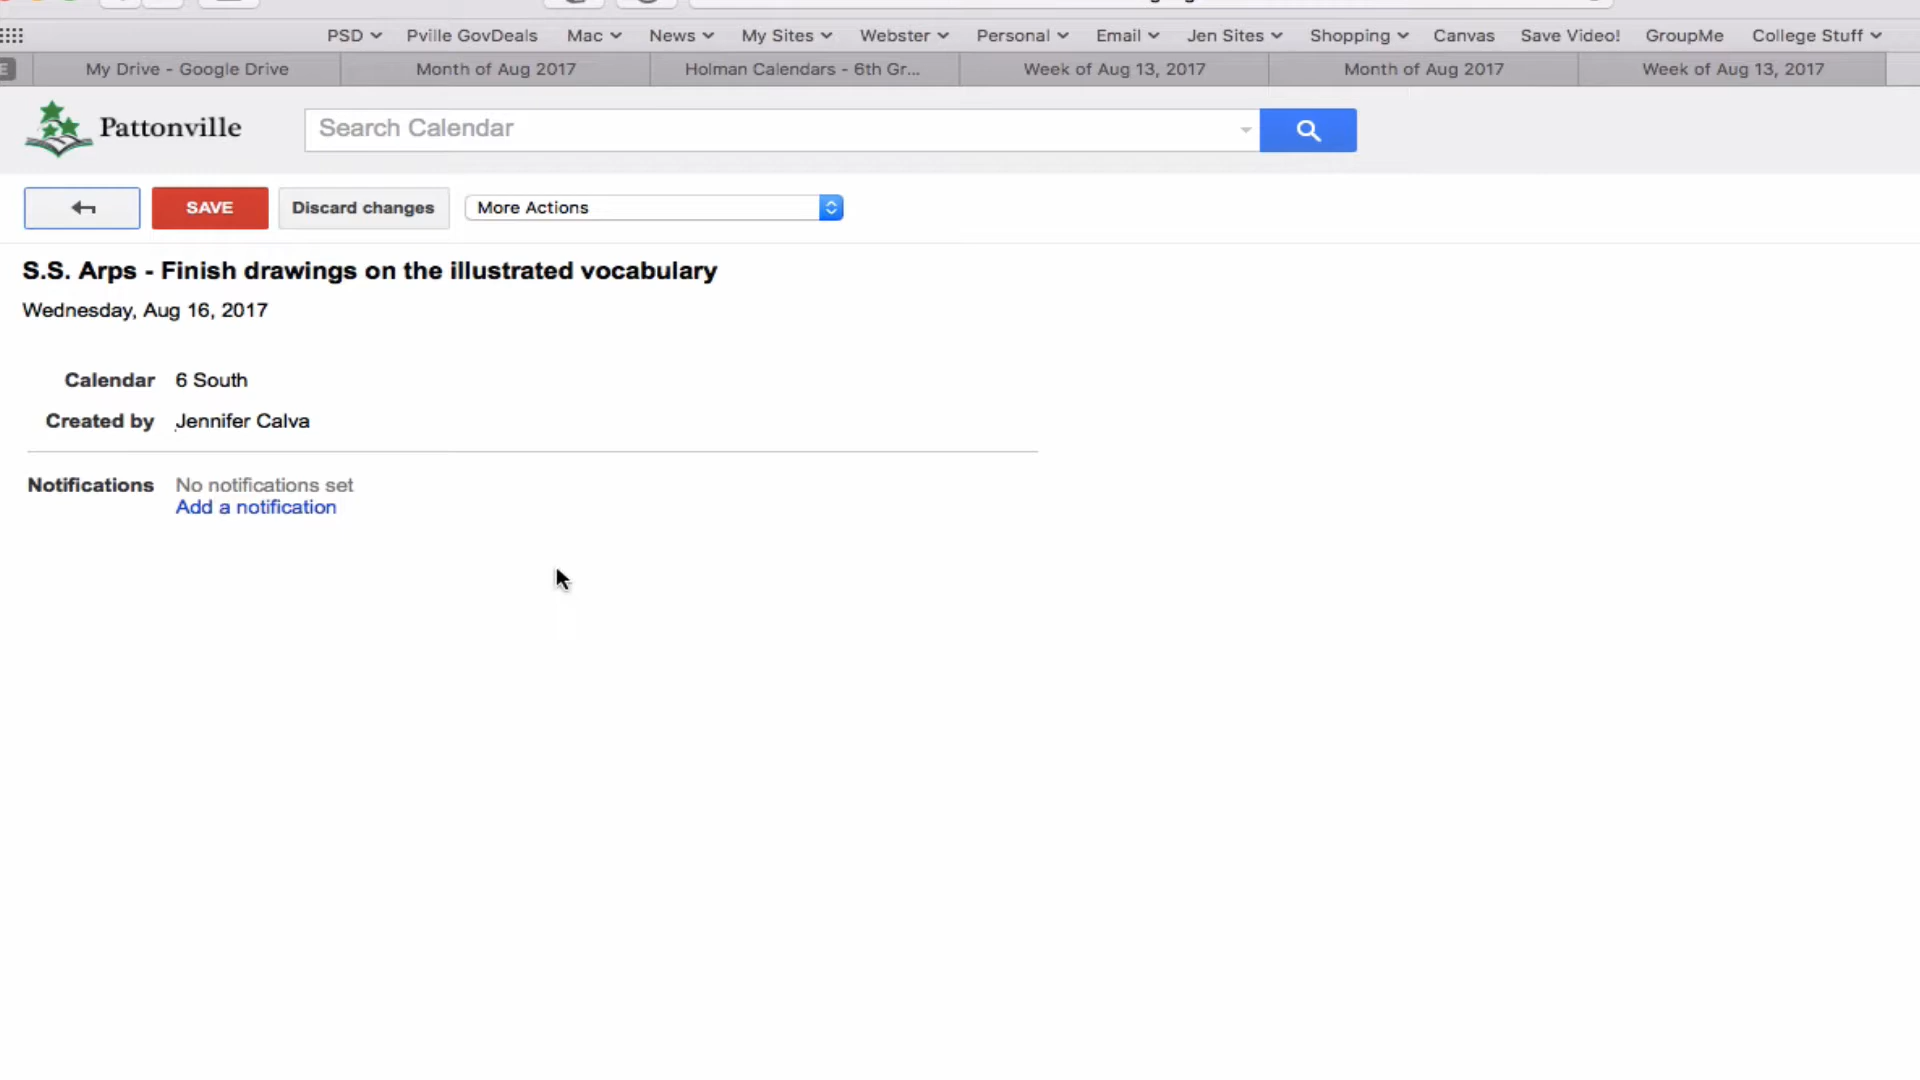 PSD Pville GovDeals Mac News My Sites Webster Personal Email Jen Sites Shopping Canvas Save Video! GroupMe College Stuff
E My Drive - Google Drive Month of Aug 2017 Holman Calendars - 6th Gr... Week of Aug 13, 2017 Month of Aug 2017 Week of Aug 13, 2017
Pattonville Search Calendar
SAVE Discard changes More Actions
S.S. Arps - Finish drawings on the illustrated vocabulary
Wednesday, Aug 16, 2017
Calendar 6 South
Created by Jennifer Calva
Notifications No notifications set
Add a notification